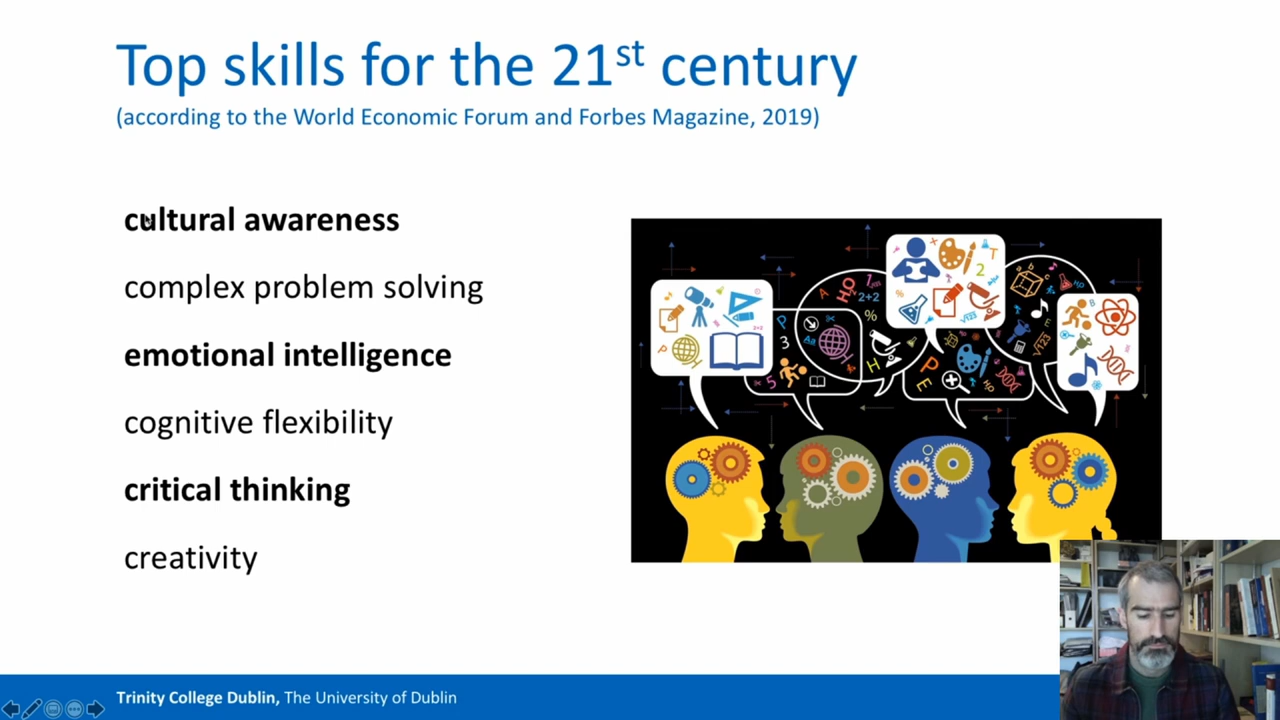 Top skills for the 21st century
(according to the World Economic Forum and Forbes Magazine, 2019)
cultural awareness
complex problem solving
emotional intelligence
cognitive flexibility
critical thinking
creativity
Trinity College Dublin, The University of Dublin